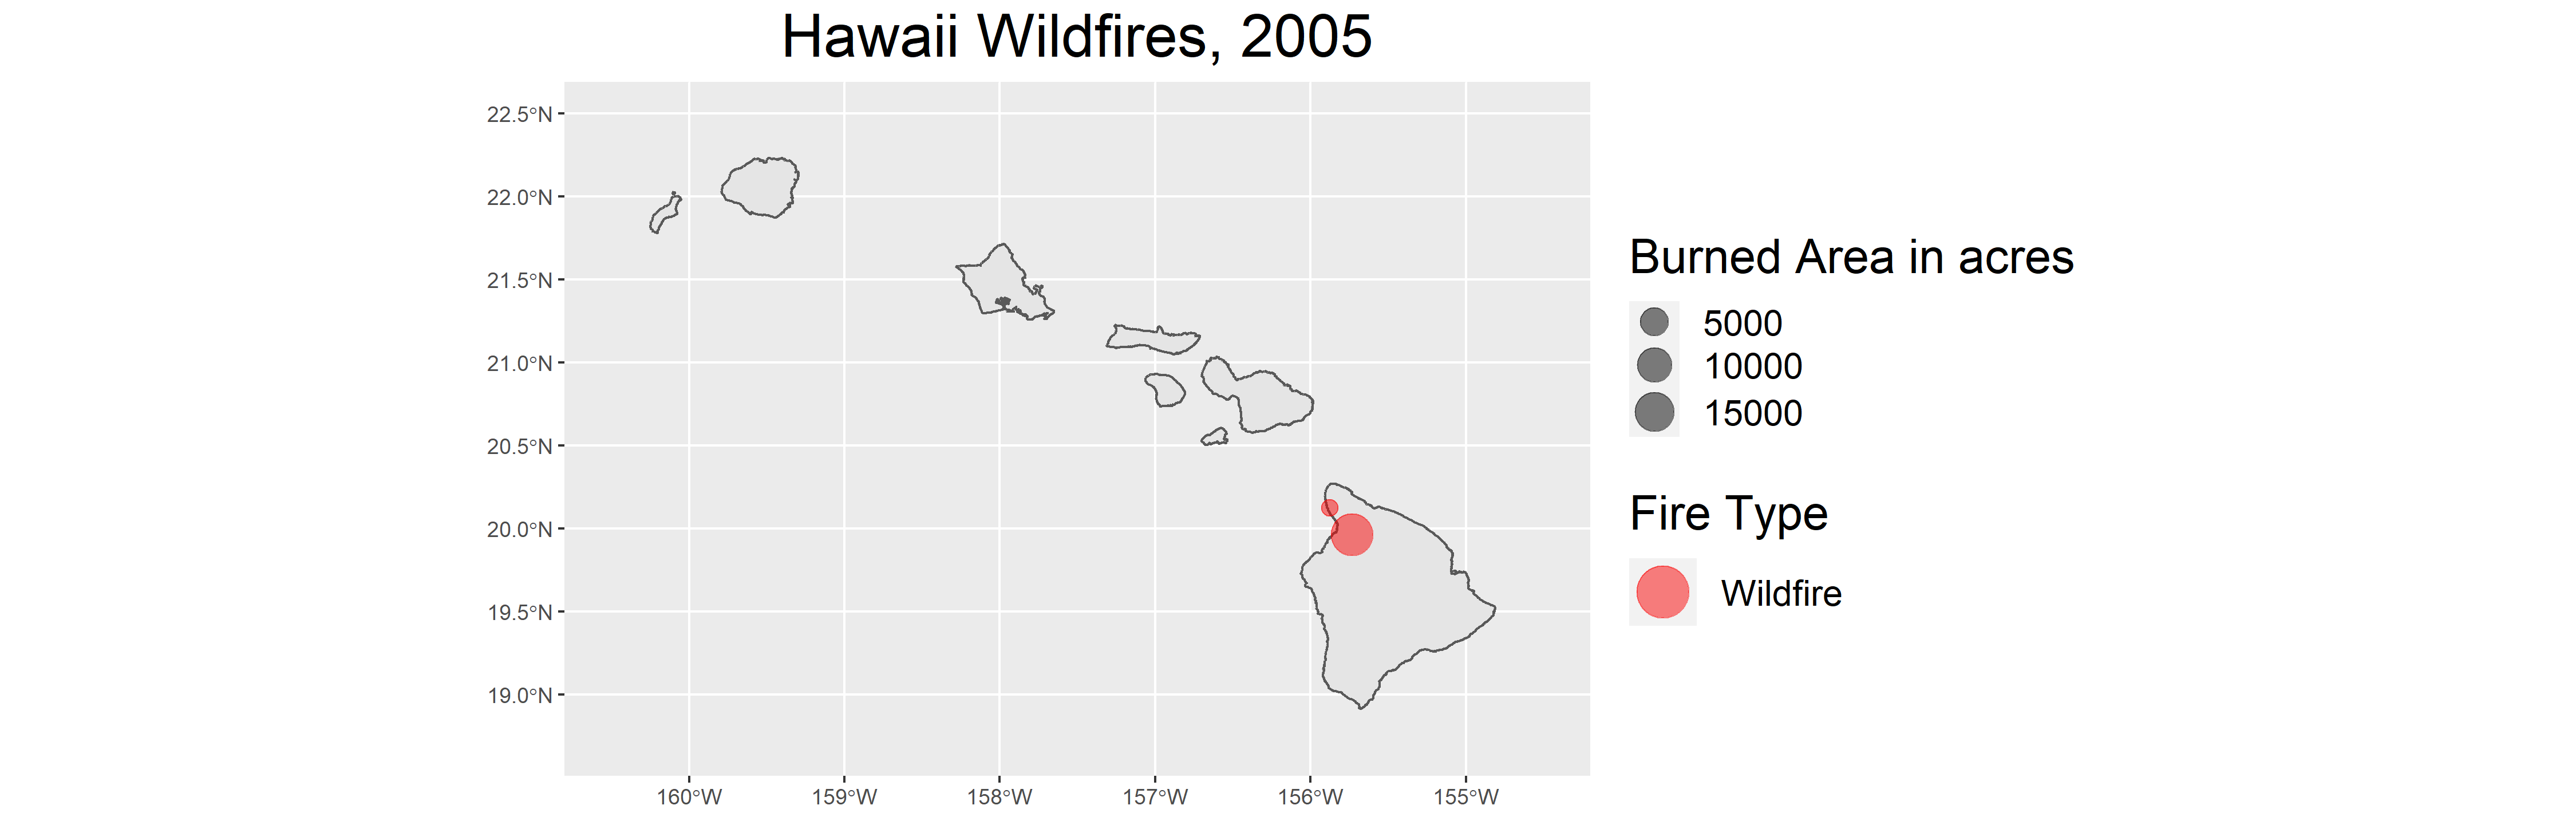 Hawaii Wildfires, 2005
22.5°N
22.0°N
21.5°N
21.0°N
20.5°N
20.0°N
19.5°N
19.0°N
160°W 159°W 158°W 157°W 156°W 155°W
Burned Area in acres
5000
10000
15000
Fire Type
Wildfire